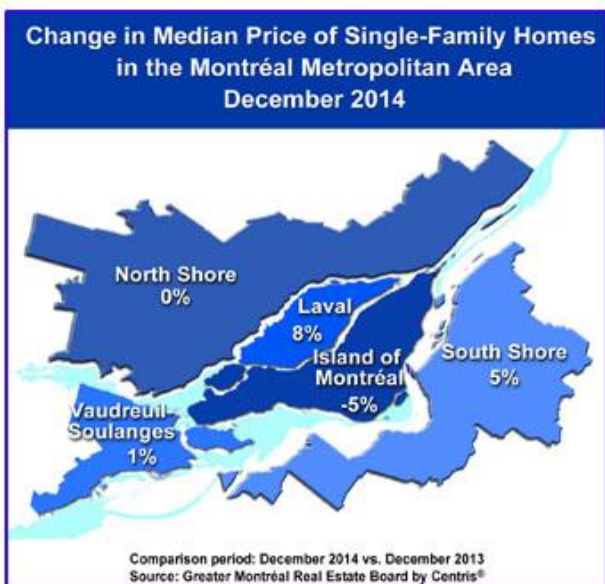 Change in Median Price of Single-Family Homes
in the Montréal Metropolitan Area
December 2014
North Shore
0%
Laval
8%
Island of
Montréal
-5%
South Shore
5%
Vaudreuil-
Soulanges
1%
Comparison period: December 2014 vs. December 2013
Source: Greater Montréal Real Estate Board by Centris®